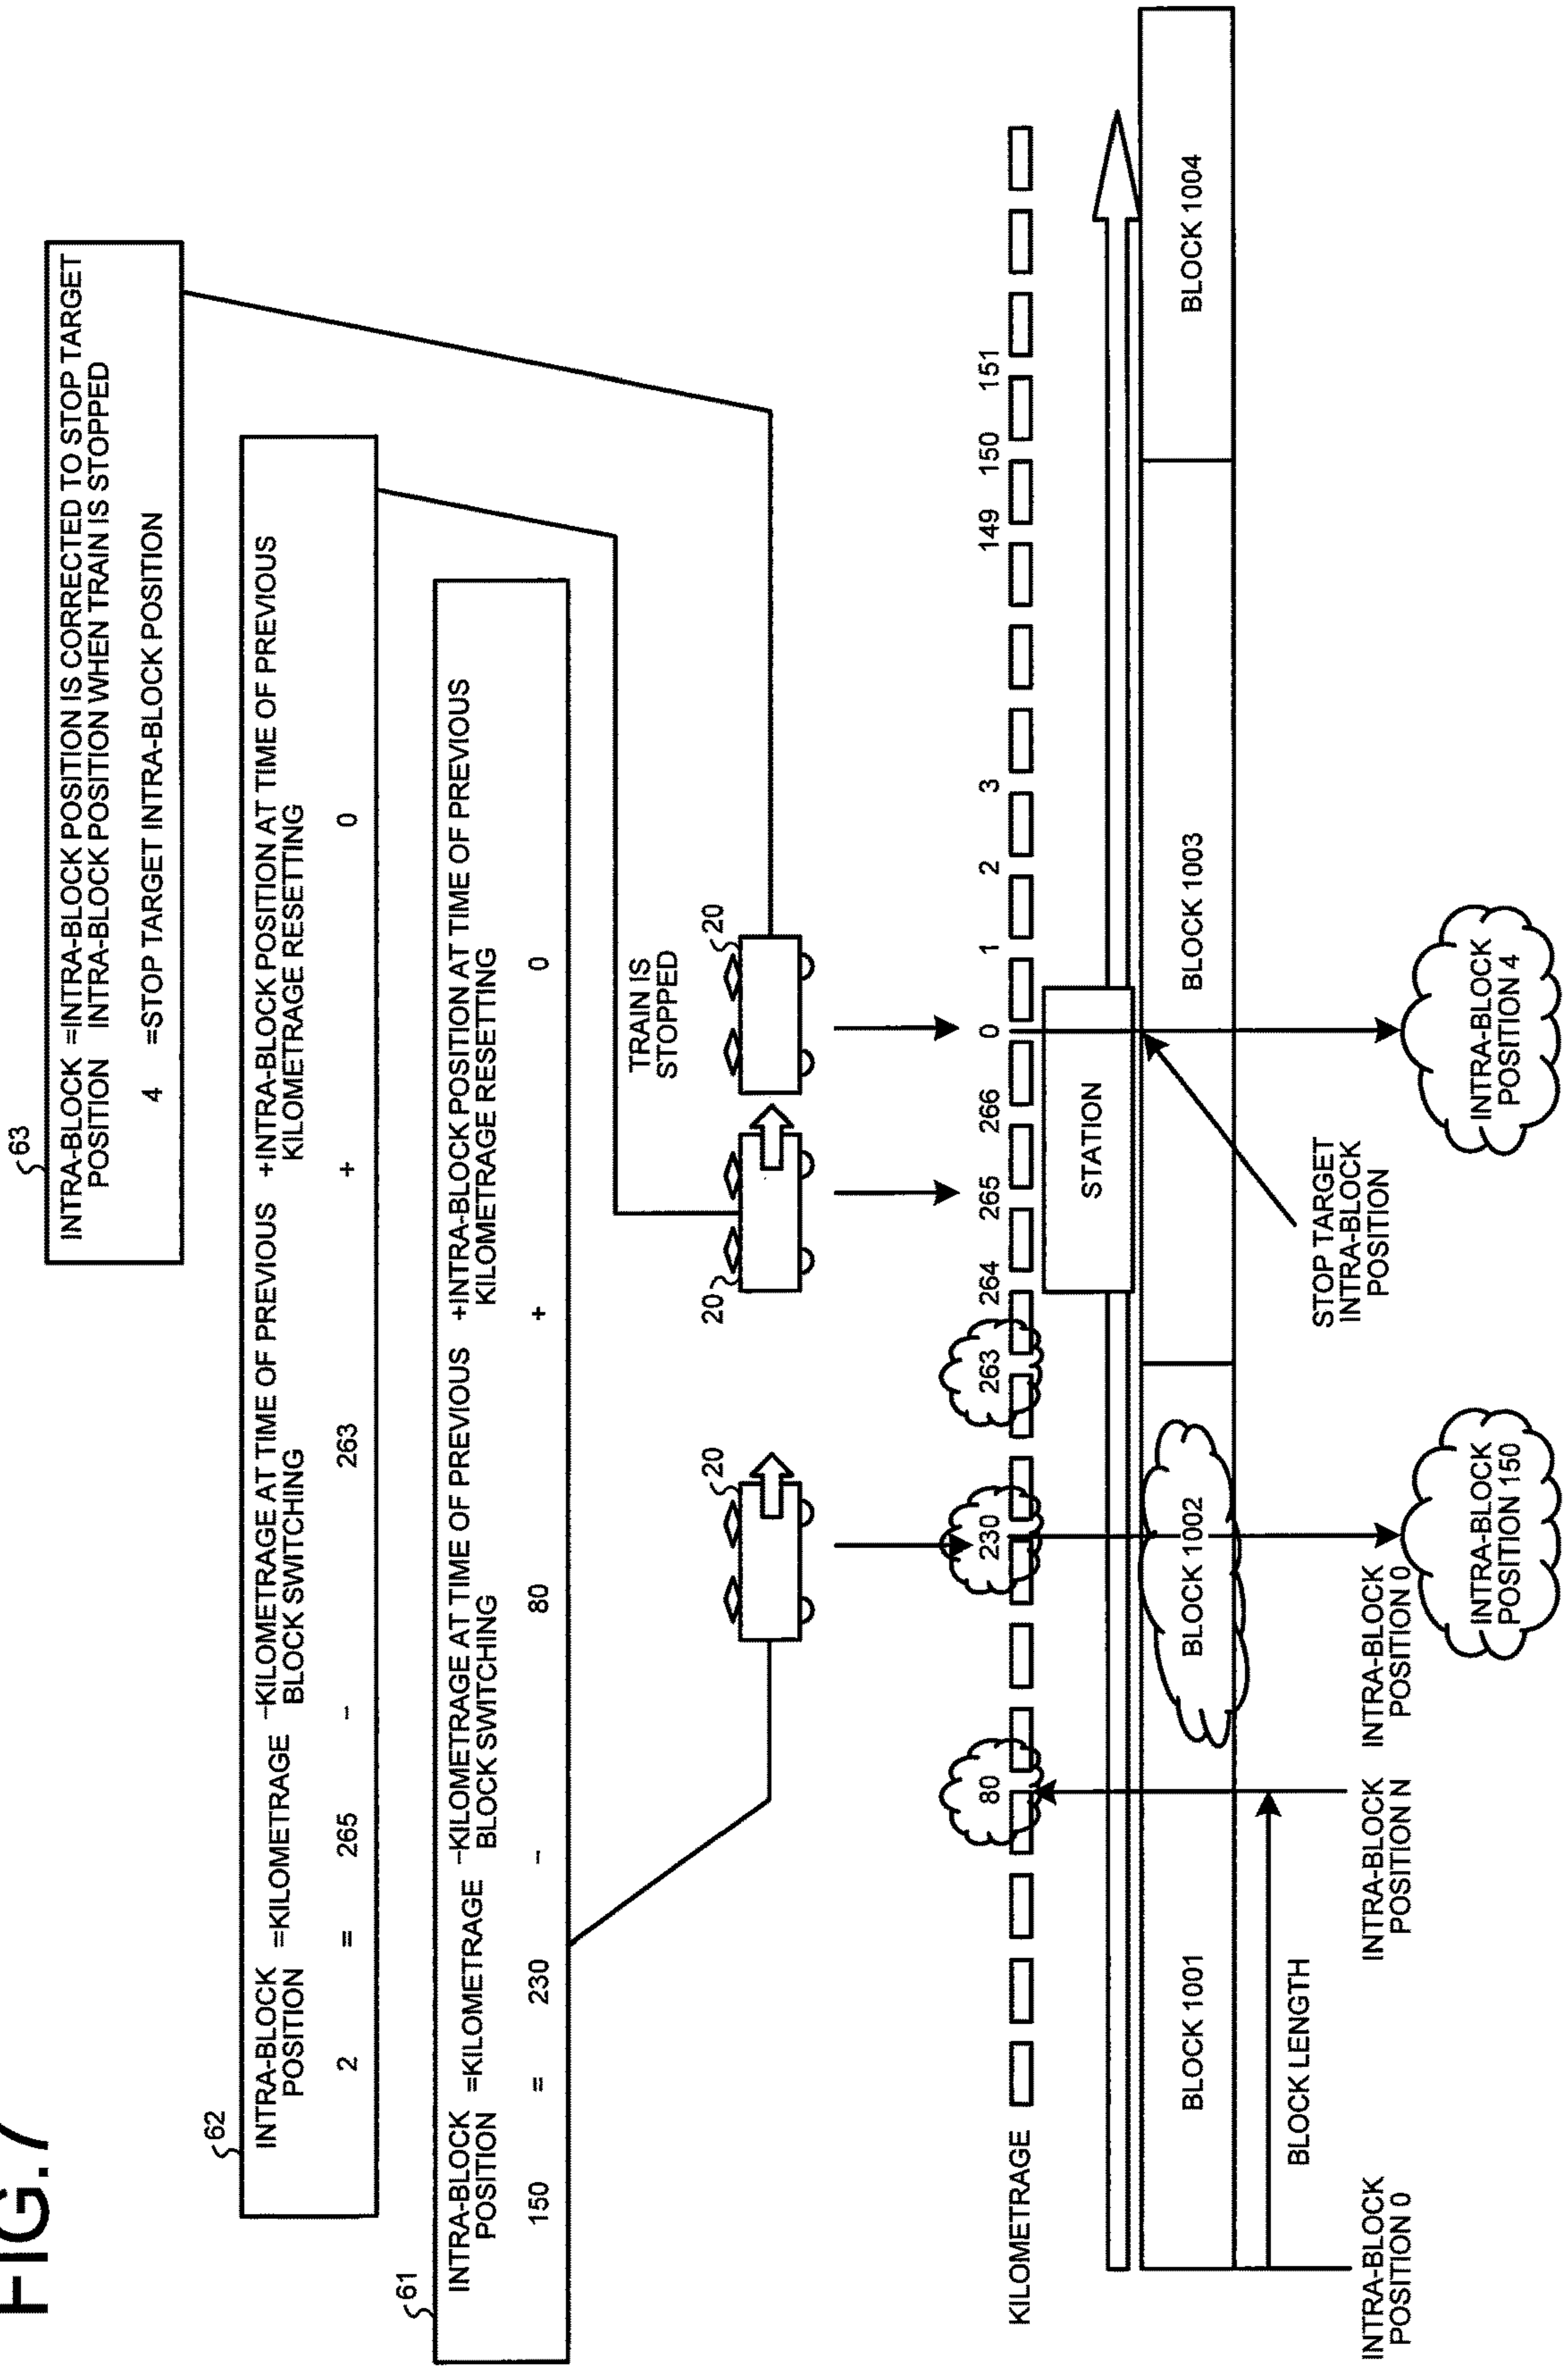 FIG.7
63
INTRA-BLOCK =INTRA-BLOCK POSITION IS CORRECTED TO STOP TARGET
POSITION INTRA-BLOCK POSITION WHEN TRAIN IS STOPPED
4 =STOP TARGET INTRA-BLOCK POSITION
62
INTRA-BLOCK =KILOMETRAGE −KILOMETRAGE AT TIME OF PREVIOUS +INTRA-BLOCK POSITION AT TIME OF PREVIOUS
POSITION BLOCK SWITCHING KILOMETRAGE RESETTING
2 = 265 − 263 + 0
61
INTRA-BLOCK =KILOMETRAGE −KILOMETRAGE AT TIME OF PREVIOUS +INTRA-BLOCK POSITION AT TIME OF PREVIOUS
POSITION BLOCK SWITCHING KILOMETRAGE RESETTING
150 = 230 − 80 + 0
TRAIN IS
STOPPED
20
20
20
KILOMETRAGE
80 230 263 264 265 266 0 1 2 3 149 150 151
STATION
BLOCK 1001
BLOCK 1002
BLOCK 1003
BLOCK 1004
BLOCK LENGTH
STOP TARGET
INTRA-BLOCK
POSITION
INTRA-BLOCK
POSITION 0
INTRA-BLOCK
POSITION N
INTRA-BLOCK
POSITION 0
INTRA-BLOCK
POSITION 150
INTRA-BLOCK
POSITION 4